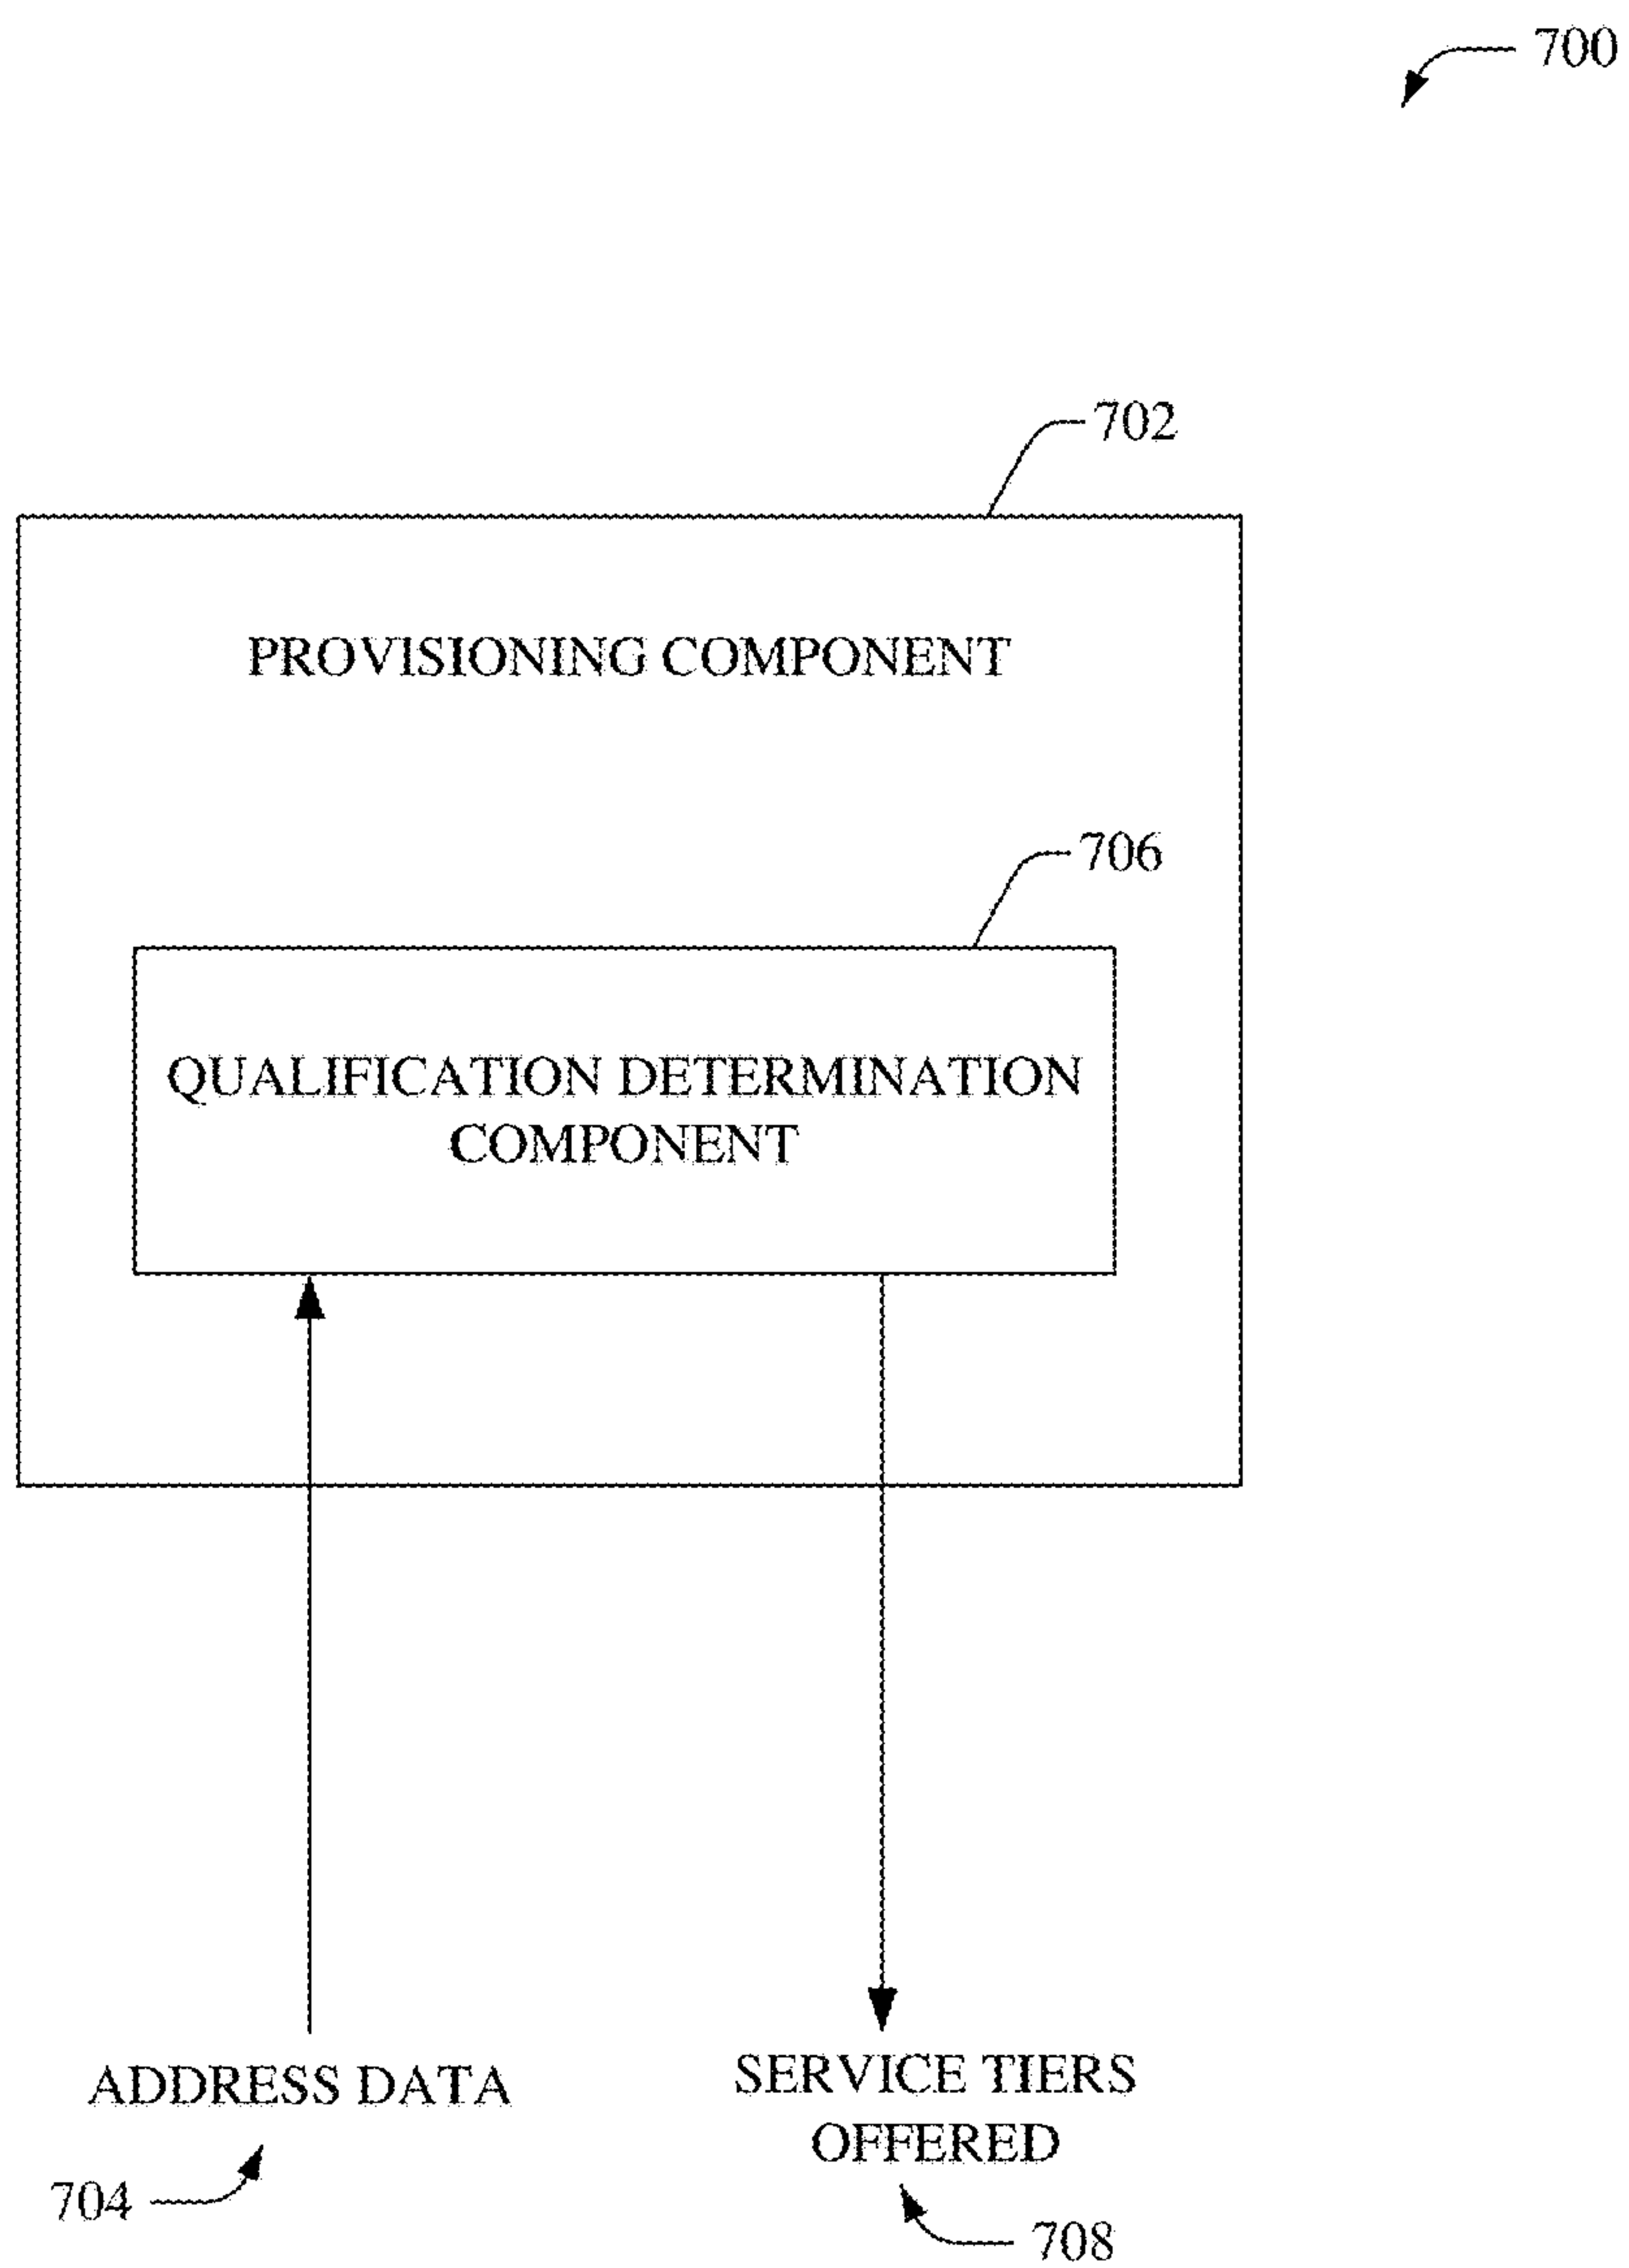 700
702
PROVISIONING COMPONENT
706
QUALIFICATION DETERMINATION
COMPONENT
ADDRESS DATA
704
SERVICE TIERS
OFFERED
708